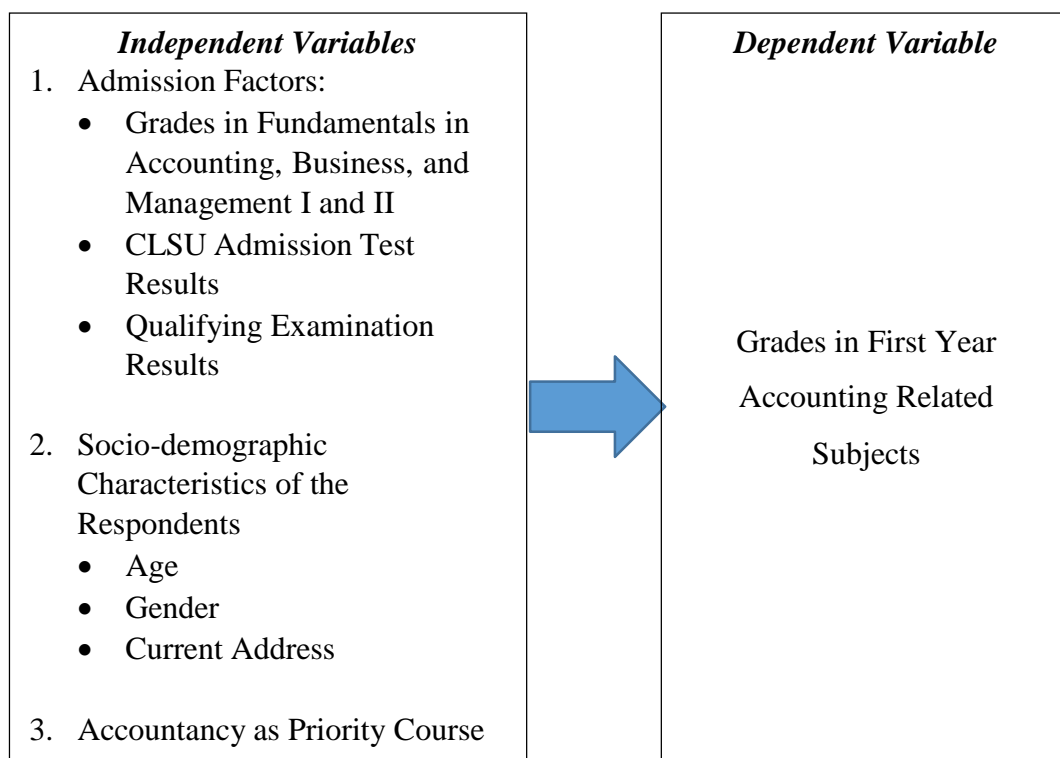 Independent Variables
1. Admission Factors:
• Grades in Fundamentals in
Accounting, Business, and
Management I and II
• CLSU Admission Test
Results
• Qualifying Examination
Results
2. Socio-demographic
Characteristics of the
Respondents
• Age
• Gender
• Current Address
3. Accountancy as Priority Course
Dependent Variable
Grades in First Year
Accounting Related
Subjects